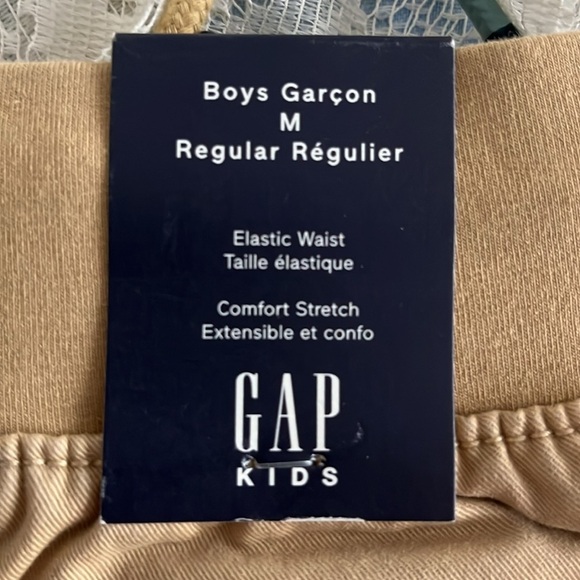 Boys Garçon
M
Regular Régulier
Elastic Waist
Taille élastique
Comfort Stretch
Extensible et confo
GAP
KIDS